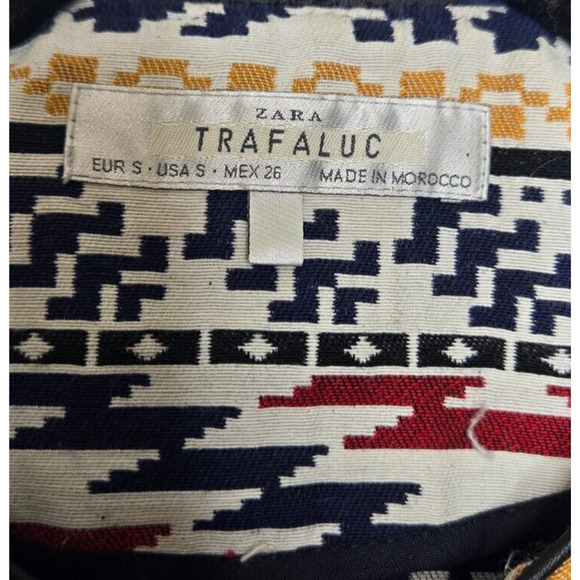 ZARA
TRAFALUC
EUR S · USA S · MEX 26 MADE IN MOROCCO